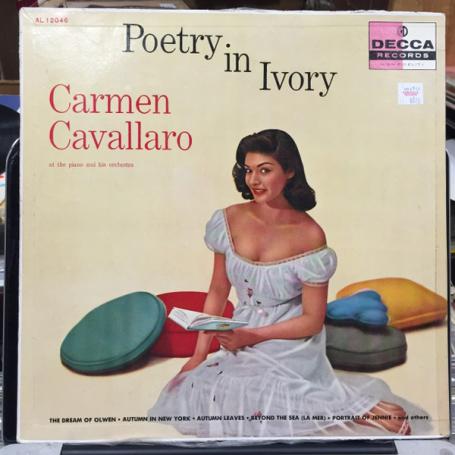 AL 12046
Poetry in Ivory
DECCA
RECORDS
Carmen
Cavallaro
at the piano and his orchestra
THE DREAM OF OLWEN • AUTUMN IN NEW YORK • AUTUMN LEAVES • BEYOND THE SEA (LA MER) • PORTRAIT OF JENNIE • and others